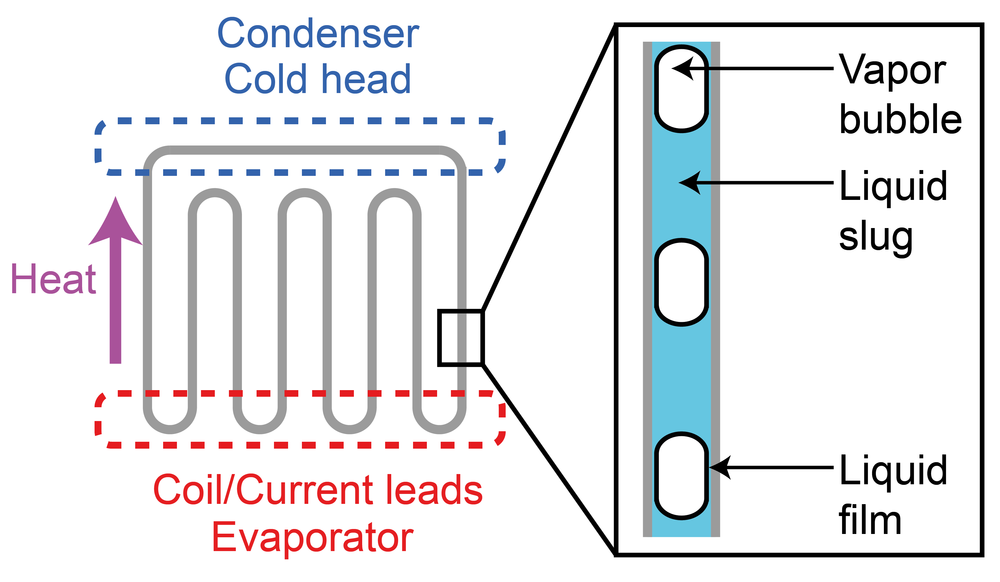 Condenser
Cold head
Heat
Coil/Current leads
Evaporator
Vapor
bubble
Liquid
slug
Liquid
film